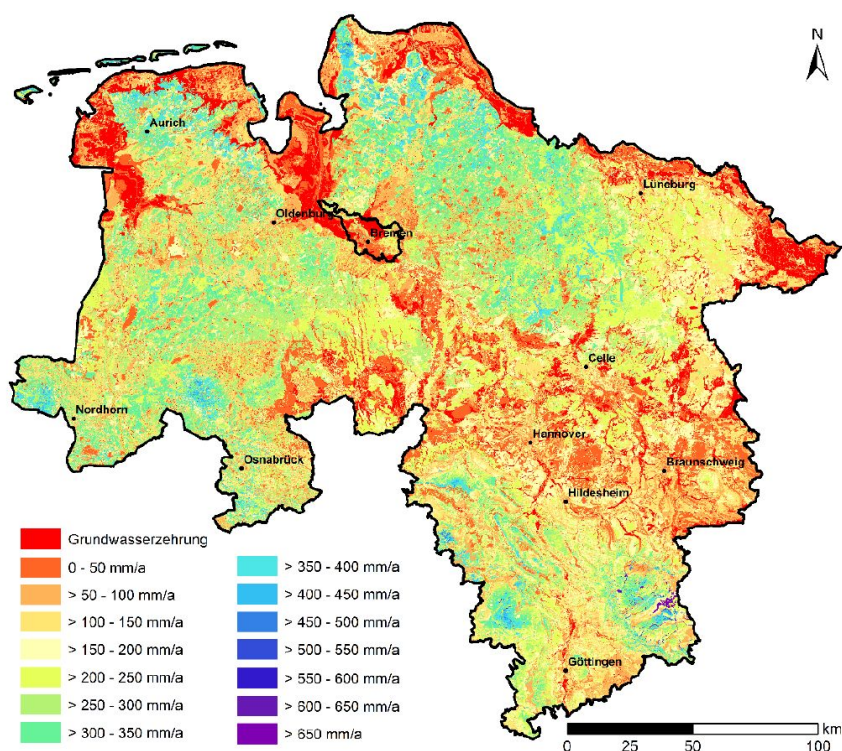 N
Aurich
Lüneburg
Oldenburg
Bremen
Celle
Nordhorn
Hannover
Osnabrück
Braunschweig
Hildesheim
Göttingen
Grundwasserzehrung
0 - 50 mm/a
> 50 - 100 mm/a
> 100 - 150 mm/a
> 150 - 200 mm/a
> 200 - 250 mm/a
> 250 - 300 mm/a
> 300 - 350 mm/a
> 350 - 400 mm/a
> 400 - 450 mm/a
> 450 - 500 mm/a
> 500 - 550 mm/a
> 550 - 600 mm/a
> 600 - 650 mm/a
> 650 mm/a
km
0 50 100